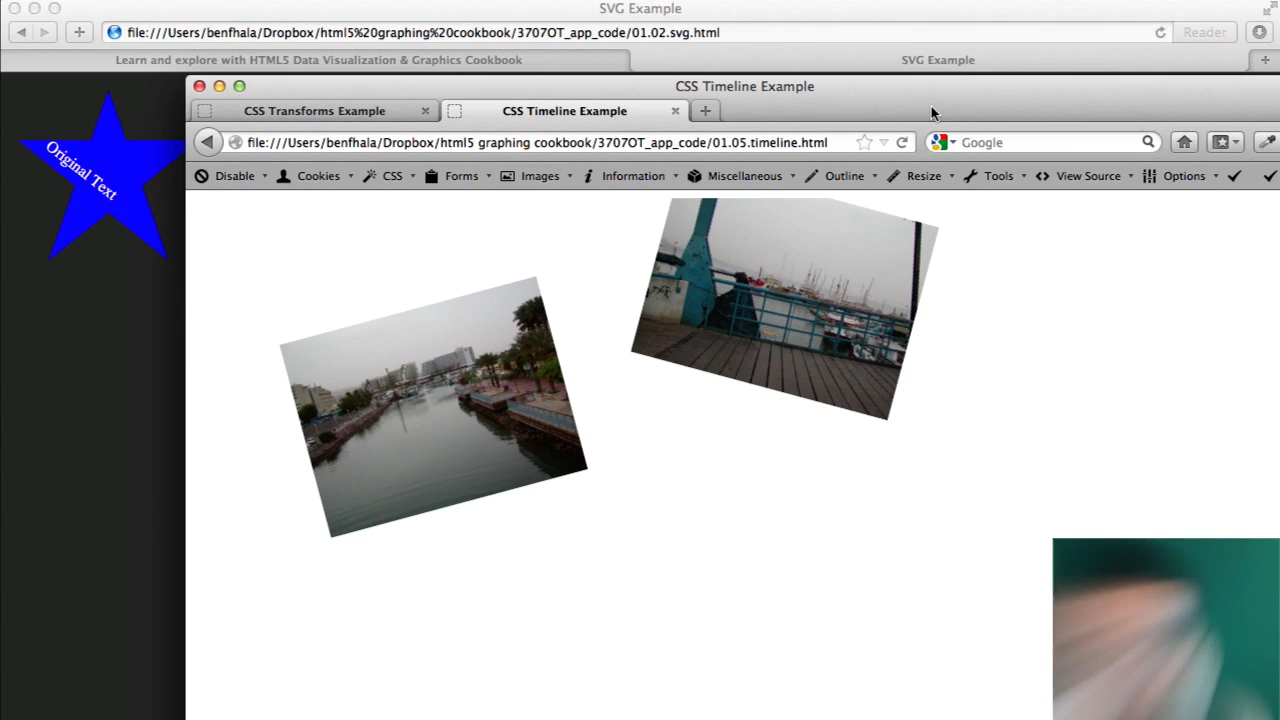 SVG Example
file:///Users/benfhala/Dropbox/html5%20graphing%20cookbook/3707OT_app_code/01.02.svg.html
Reader
Learn and explore with HTML5 Data Visualization & Graphics Cookbook
SVG Example
CSS Timeline Example
CSS Transforms Example
CSS Timeline Example
file:///Users/benfhala/Dropbox/html5 graphing cookbook/3707OT_app_code/01.05.timeline.html
Google
Disable Cookies CSS Forms Images Information Miscellaneous Outline Resize Tools View Source Options
Original Text